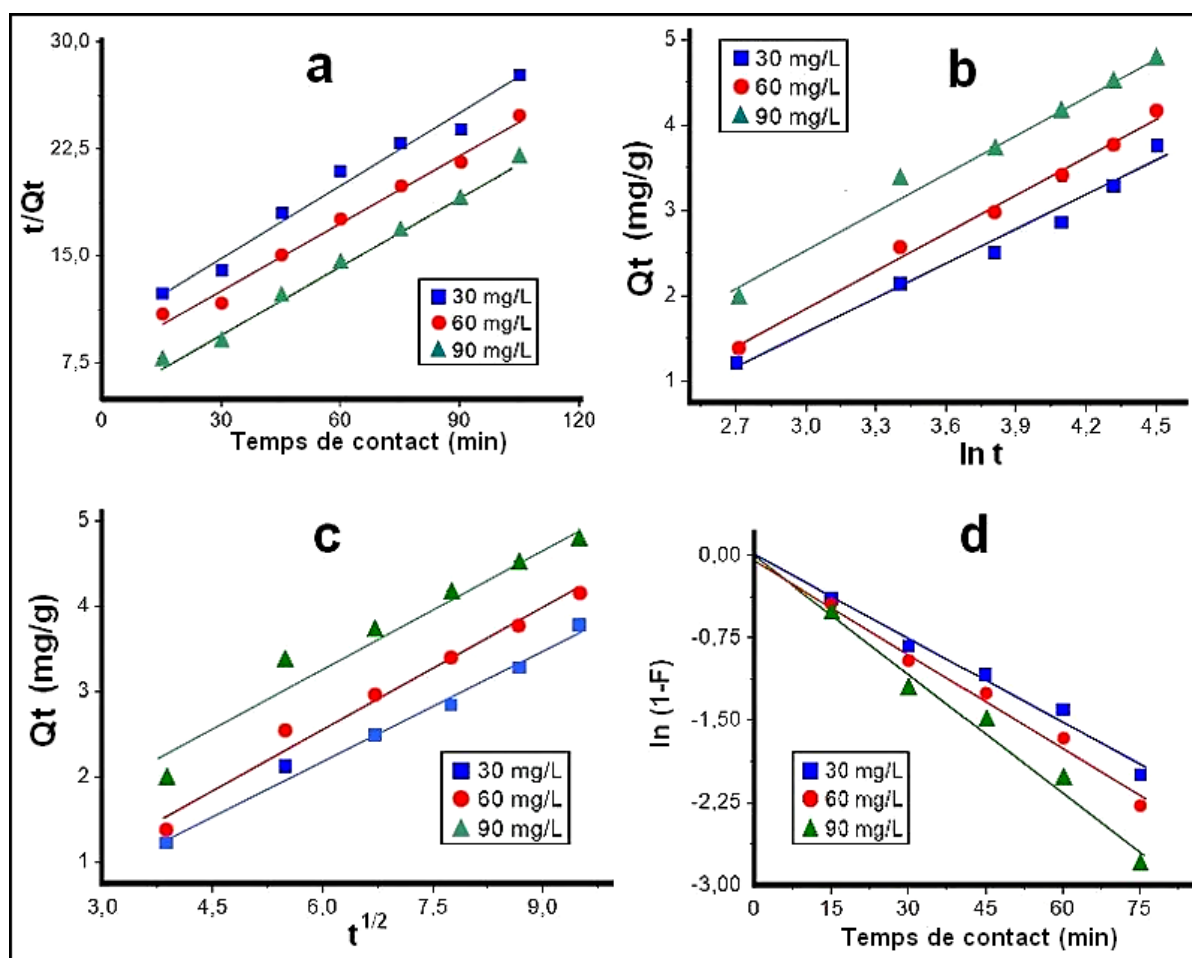 a
30,0
22,5
15,0
7,5
t/Qt
30 mg/L
60 mg/L
90 mg/L
0
30
60
90
120
Temps de contact (min)
b
5
4
3
2
1
Qt (mg/g)
30 mg/L
60 mg/L
90 mg/L
2,7
3,0
3,3
3,6
3,9
4,2
4,5
ln t
c
5
4
3
2
1
Qt (mg/g)
30 mg/L
60 mg/L
90 mg/L
3,0
4,5
6,0
7,5
9,0
t^1/2
d
0,00
-0,75
-1,50
-2,25
-3,00
ln (1-F)
30 mg/L
60 mg/L
90 mg/L
0
15
30
45
60
75
Temps de contact (min)